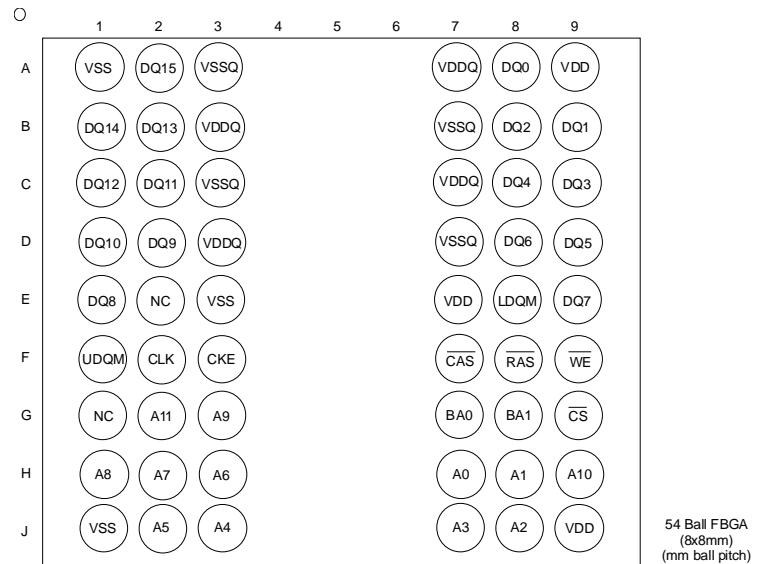 1 2 3 4 5 6 7 8 9
A VSS DQ15 VSSQ VDDQ DQ0 VDD
B DQ14 DQ13 VDDQ VSSQ DQ2 DQ1
C DQ12 DQ11 VSSQ VDDQ DQ4 DQ3
D DQ10 DQ9 VDDQ VSSQ DQ6 DQ5
E DQ8 NC VSS VDD LDQM DQ7
F UDQM CLK CKE CAS RAS WE
G NC A11 A9 BA0 BA1 CS
H A8 A7 A6 A0 A1 A10
J VSS A5 A4 A3 A2 VDD
54 Ball FBGA
(8x8mm)
(mm ball pitch)